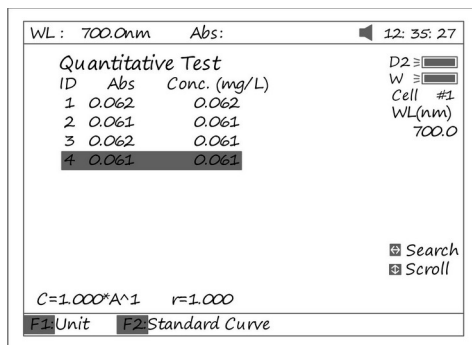 WL: 700.0nm Abs: 12: 35: 27
Quantitative Test
ID Abs Conc. (mg/L)
1 0.062 0.062
2 0.061 0.061
3 0.062 0.061
4 0.061 0.061
D2
W
Cell #1
WL(nm)
700.0
Search
Scroll
C=1.000*A^1 r=1.000
F1:Unit F2:Standard Curve